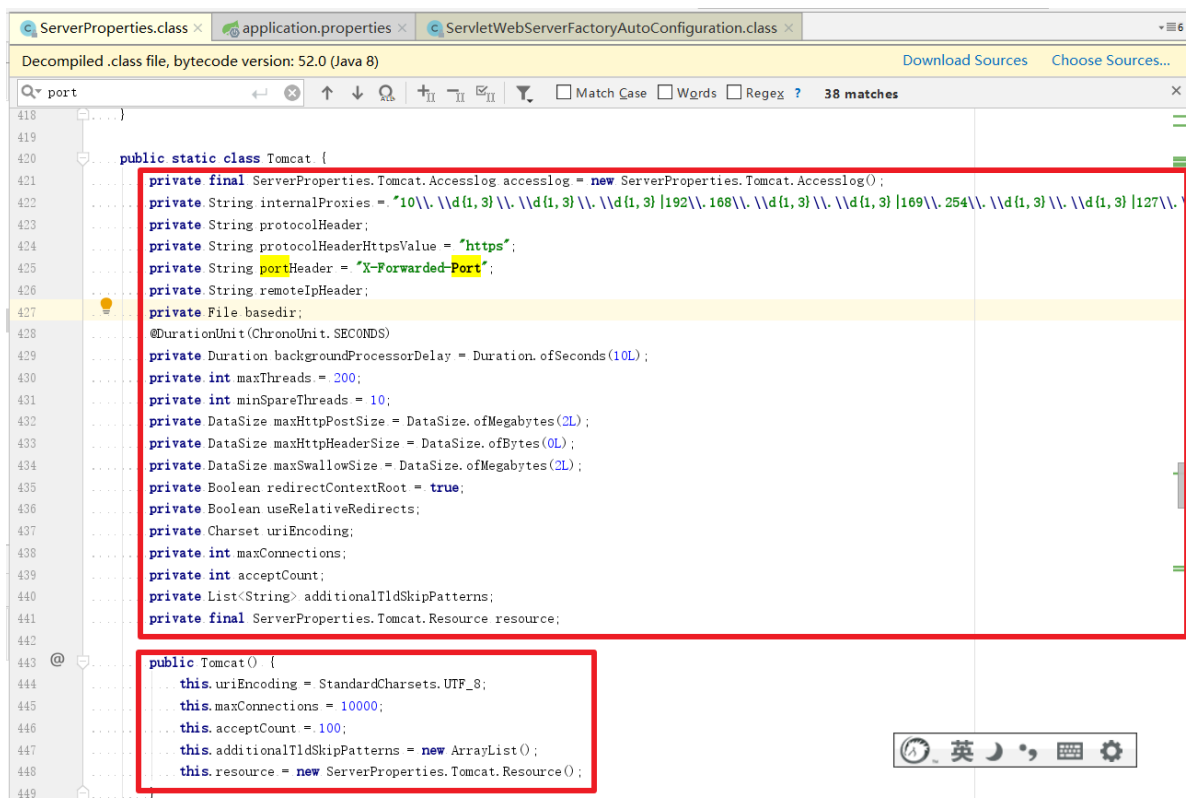 ServerProperties.class × application.properties × ServletWebServerFactoryAutoConfiguration.class × 6
Decompiled .class file, bytecode version: 52.0 (Java 8) Download Sources Choose Sources...
port Match Case Words Regex ? 38 matches ×
418 }
419
420 public static class Tomcat {
421 private final ServerProperties.Tomcat.Accesslog accesslog = new ServerProperties.Tomcat.Accesslog();
422 private String internalProxies = "10\\.\\d{1,3}\\.\\d{1,3}\\.\\d{1,3}|192\\.168\\.\\d{1,3}\\.\\d{1,3}|169\\.254\\.\\d{1,3}\\.\\d{1,3}|127\\.\
423 private String protocolHeader;
424 private String protocolHeaderHttpsValue = "https";
425 private String portHeader = "X-Forwarded-Port";
426 private String remoteIpHeader;
427 private File basedir;
428 @DurationUnit(ChronoUnit.SECONDS)
429 private Duration backgroundProcessorDelay = Duration.ofSeconds(10L);
430 private int maxThreads = 200;
431 private int minSpareThreads = 10;
432 private DataSize maxHttpPostSize = DataSize.ofMegabytes(2L);
433 private DataSize maxHttpHeaderSize = DataSize.ofBytes(0L);
434 private DataSize maxSwallowSize = DataSize.ofMegabytes(2L);
435 private Boolean redirectContextRoot = true;
436 private Boolean useRelativeRedirects;
437 private Charset uriEncoding;
438 private int maxConnections;
439 private int acceptCount;
440 private List<String> additionalTldSkipPatterns;
441 private final ServerProperties.Tomcat.Resource resource;
442
443 @ public Tomcat() {
444 this.uriEncoding = StandardCharsets.UTF_8;
445 this.maxConnections = 10000;
446 this.acceptCount = 100;
447 this.additionalTldSkipPatterns = new ArrayList();
448 this.resource = new ServerProperties.Tomcat.Resource();
449 }
英